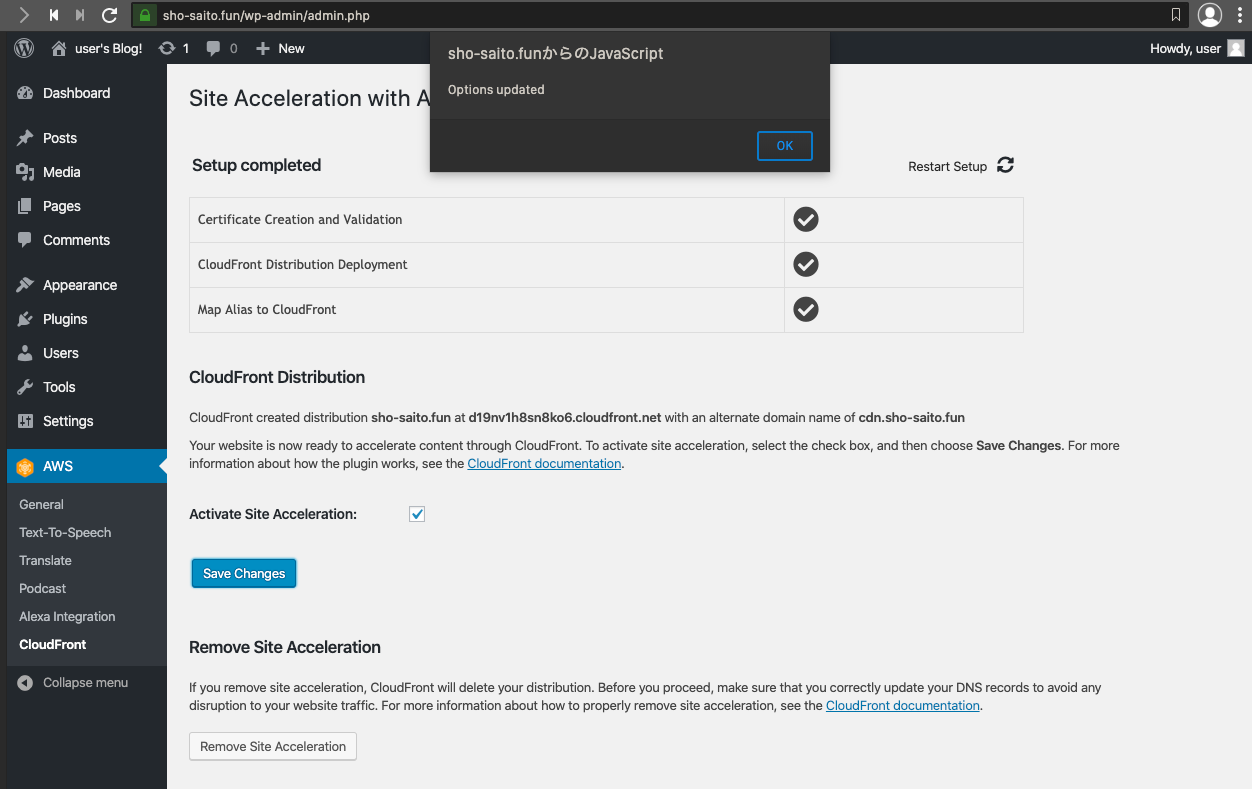 sho-saito.fun/wp-admin/admin.php
user's Blog!
1
0
New
Howdy, user
sho-saito.funからのJavaScript
Options updated
OK
Dashboard
Posts
Media
Pages
Comments
Appearance
Plugins
Users
Tools
Settings
AWS
General
Text-To-Speech
Translate
Podcast
Alexa Integration
CloudFront
Collapse menu
Site Acceleration with A
Setup completed
Restart Setup
Certificate Creation and Validation
CloudFront Distribution Deployment
Map Alias to CloudFront
CloudFront Distribution
CloudFront created distribution sho-saito.fun at d19nv1h8sn8ko6.cloudfront.net with an alternate domain name of cdn.sho-saito.fun
Your website is now ready to accelerate content through CloudFront. To activate site acceleration, select the check box, and then choose Save Changes. For more
information about how the plugin works, see the CloudFront documentation.
Activate Site Acceleration:
Save Changes
Remove Site Acceleration
If you remove site acceleration, CloudFront will delete your distribution. Before you proceed, make sure that you correctly update your DNS records to avoid any
disruption to your website traffic. For more information about how to properly remove site acceleration, see the CloudFront documentation.
Remove Site Acceleration